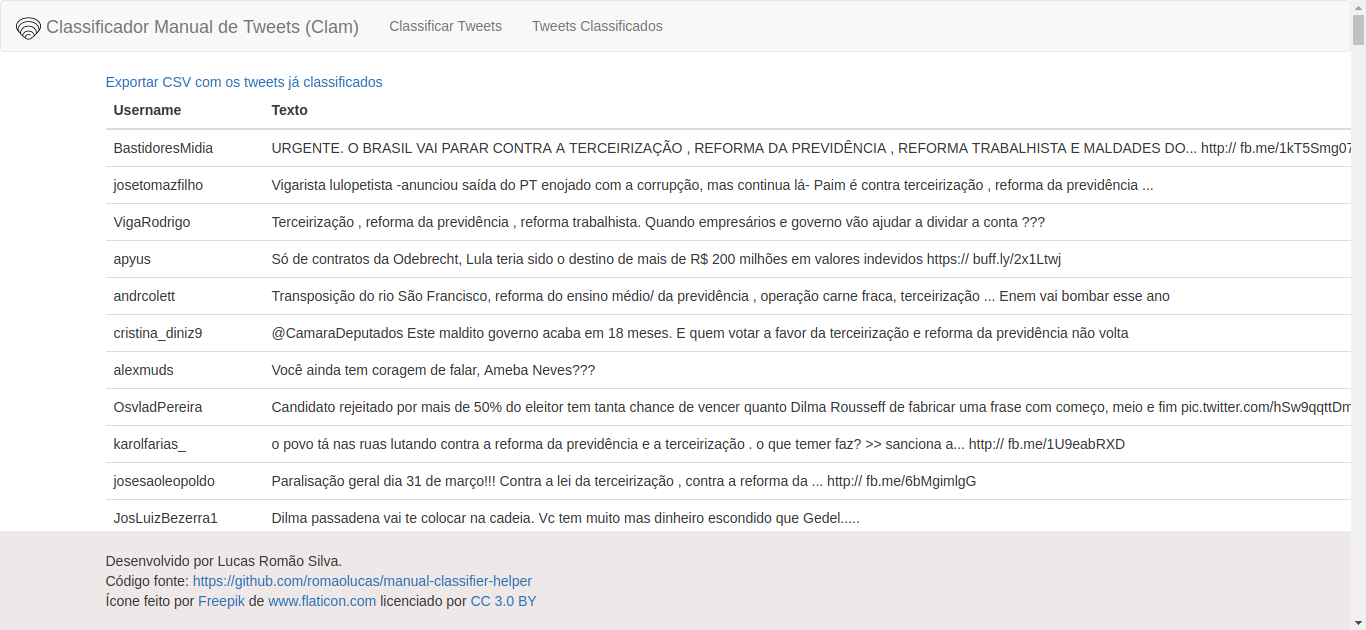 Classificador Manual de Tweets (Clam) Classificar Tweets Tweets Classificados
Exportar CSV com os tweets já classificados
Username Texto
BastidoresMidia URGENTE. O BRASIL VAI PARAR CONTRA A TERCEIRIZAÇÃO , REFORMA DA PREVIDÊNCIA , REFORMA TRABALHISTA E MALDADES DO... http:// fb.me/1kT5Smg07
josetomazfilho Vigarista lulopetista -anunciou saída do PT enojado com a corrupção, mas continua lá- Paim é contra terceirização , reforma da previdência ...
VigaRodrigo Terceirização , reforma da previdência , reforma trabalhista. Quando empresários e governo vão ajudar a dividar a conta ???
apyus Só de contratos da Odebrecht, Lula teria sido o destino de mais de R$ 200 milhões em valores indevidos https:// buff.ly/2x1Ltwj
andrcolett Transposição do rio São Francisco, reforma do ensino médio/ da previdência , operação carne fraca, terceirização ... Enem vai bombar esse ano
cristina_diniz9 @CamaraDeputados Este maldito governo acaba em 18 meses. E quem votar a favor da terceirização e reforma da previdência não volta
alexmuds Você ainda tem coragem de falar, Ameba Neves???
OsvladPereira Candidato rejeitado por mais de 50% do eleitor tem tanta chance de vencer quanto Dilma Rousseff de fabricar uma frase com começo, meio e fim pic.twitter.com/hSw9qqttDm
karolfarias_ o povo tá nas ruas lutando contra a reforma da previdência e a terceirização . o que temer faz? >> sanciona a... http:// fb.me/1U9eabRXD
josesaoleopoldo Paralisação geral dia 31 de março!!! Contra a lei da terceirização , contra a reforma da ... http:// fb.me/6bMgimlgG
JosLuizBezerra1 Dilma passadena vai te colocar na cadeia. Vc tem muito mas dinheiro escondido que Gedel.....
Desenvolvido por Lucas Romão Silva.
Código fonte: https://github.com/romaolucas/manual-classifier-helper
Ícone feito por Freepik de www.flaticon.com licenciado por CC 3.0 BY